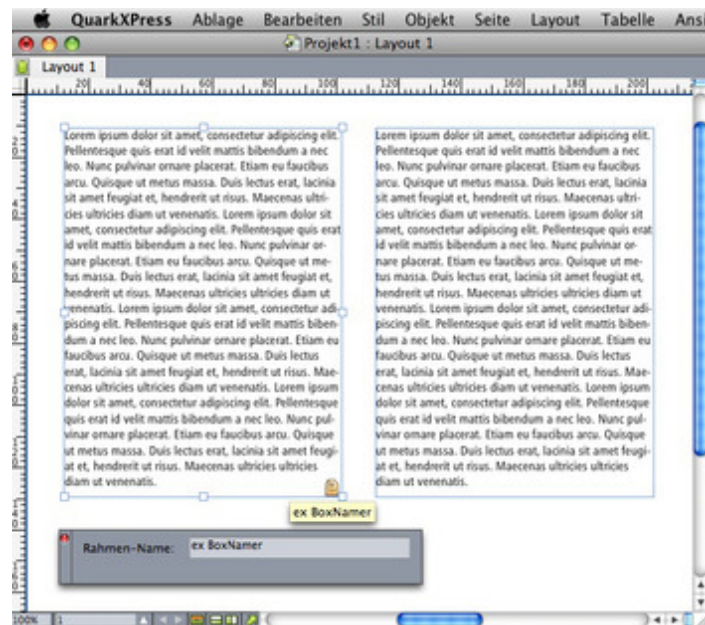 QuarkXPress Ablage Bearbeiten Stil Objekt Seite Layout Tabelle Ansi
Projekt1 : Layout 1
Layout 1
20 40 60 80 100 120 140 160 180 200
Lorem ipsum dolor sit amet, consectetur adipiscing elit.
Pellentesque quis erat id velit mattis bibendum a nec
leo. Nunc pulvinar ornare placerat. Etiam eu faucibus
arcu. Quisque ut metus massa. Duis lectus erat, lacinia
sit amet feugiat et, hendrerit ut risus. Maecenas ultri-
cies ultricies diam ut venenatis. Lorem ipsum dolor sit
amet, consectetur adipiscing elit. Pellentesque quis erat
id velit mattis bibendum a nec leo. Nunc pulvinar or-
nare placerat. Etiam eu faucibus arcu. Quisque ut me-
tus massa. Duis lectus erat, lacinia sit amet feugiat et,
hendrerit ut risus. Maecenas ultricies ultricies diam ut
venenatis. Lorem ipsum dolor sit amet, consectetur adi-
piscing elit. Pellentesque quis erat id velit mattis biben-
dum a nec leo. Nunc pulvinar ornare placerat. Etiam eu
faucibus arcu. Quisque ut metus massa. Duis lectus
erat, lacinia sit amet feugiat et, hendrerit ut risus. Mae-
cenas ultricies ultricies diam ut venenatis. Lorem ipsum
dolor sit amet, consectetur adipiscing elit. Pellentesque
quis erat id velit mattis bibendum a nec leo. Nunc pul-
vinar ornare placerat. Etiam eu faucibus arcu. Quisque
ut metus massa. Duis lectus erat, lacinia sit amet feugi-
at et, hendrerit ut risus. Maecenas ultricies ultricies
diam ut venenatis.
Lorem ipsum dolor sit amet, consectetur adipiscing elit.
Pellentesque quis erat id velit mattis bibendum a nec
leo. Nunc pulvinar ornare placerat. Etiam eu faucibus
arcu. Quisque ut metus massa. Duis lectus erat, lacinia
sit amet feugiat et, hendrerit ut risus. Maecenas ultri-
cies ultricies diam ut venenatis. Lorem ipsum dolor sit
amet, consectetur adipiscing elit. Pellentesque quis erat
id velit mattis bibendum a nec leo. Nunc pulvinar or-
nare placerat. Etiam eu faucibus arcu. Quisque ut me-
tus massa. Duis lectus erat, lacinia sit amet feugiat et,
hendrerit ut risus. Maecenas ultricies ultricies diam ut
venenatis. Lorem ipsum dolor sit amet, consectetur adi-
piscing elit. Pellentesque quis erat id velit mattis biben-
dum a nec leo. Nunc pulvinar ornare placerat. Etiam eu
faucibus arcu. Quisque ut metus massa. Duis lectus
erat, lacinia sit amet feugiat et, hendrerit ut risus. Mae-
cenas ultricies ultricies diam ut venenatis. Lorem ipsum
dolor sit amet, consectetur adipiscing elit. Pellentesque
quis erat id velit mattis bibendum a nec leo. Nunc pul-
vinar ornare placerat. Etiam eu faucibus arcu. Quisque
ut metus massa. Duis lectus erat, lacinia sit amet feugi-
at et, hendrerit ut risus. Maecenas ultricies ultricies
diam ut venenatis.
ex BoxNamer
Rahmen-Name: ex BoxNamer
100% 1